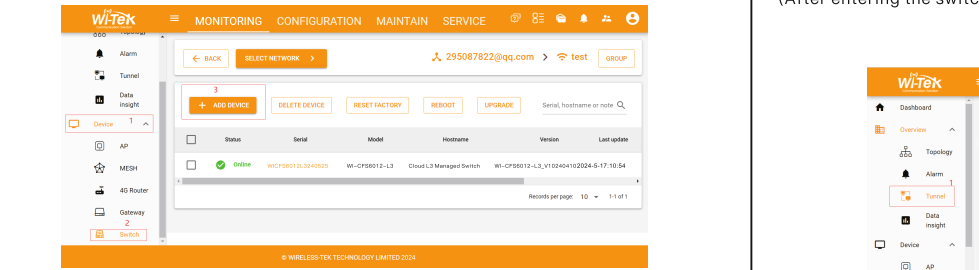 Wi-Tek
MONITORING CONFIGURATION MAINTAIN SERVICE
Topology
Alarm
Tunnel
Data
insight
Device 1
AP
MESH
4G Router
Gateway
2
Switch
← BACK
SELECT NETWORK >
295087822@qq.com > test
GROUP
3
+ ADD DEVICE
DELETE DEVICE
RESET FACTORY
REBOOT
UPGRADE
Serial, hostname or note
Status Serial Model Hostname Version Last update
Online WICFS6012L3240625 WI-CFS6012-L3 Cloud L3 Managed Switch WI-CFS6012-L3_V10240410 2024-5-17:10:54
Records per page: 10 1-1 of 1
© WIRELESS-TEK TECHNOLOGY LIMITED 2024
(After entering the switc
Wi-Tek
Dashboard
Overview
Topology
Alarm
1
Tunnel
Data
insight
Device
AP